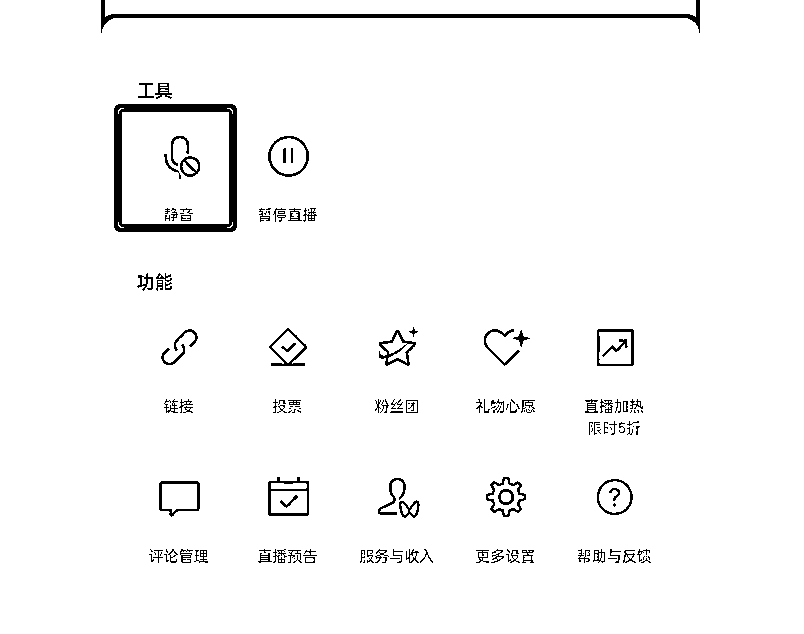 工具
静音
暂停直播
功能
链接
投票
粉丝团
礼物心愿
直播加热
限时5折
评论管理
直播预告
服务与收入
更多设置
帮助与反馈